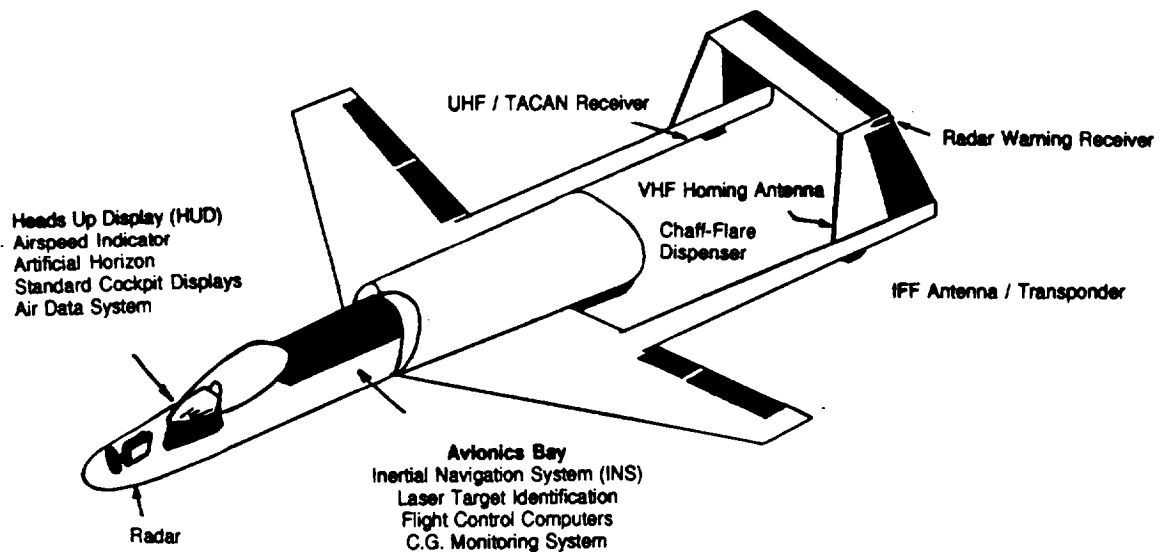 UHF / TACAN Receiver
Radar Warning Receiver
VHF Homing Antenna
Chaff-Flare
Dispenser
IFF Antenna / Transponder
Heads Up Display (HUD)
Airspeed Indicator
Artificial Horizon
Standard Cockpit Displays
Air Data System
Avionics Bay
Inertial Navigation System (INS)
Laser Target Identification
Flight Control Computers
C.G. Monitoring System
Radar